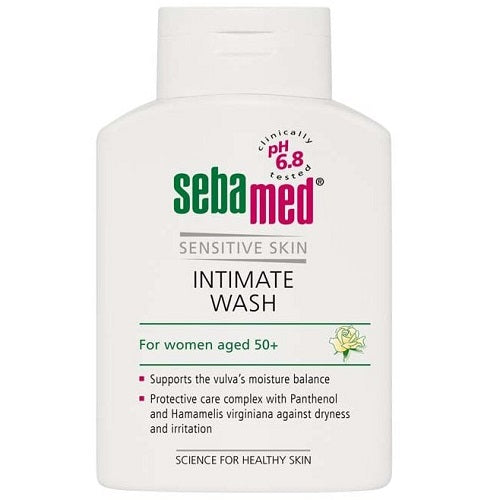 clinically
pH
6.8
tested
sebamed®
SENSITIVE SKIN
INTIMATE
WASH
For women aged 50+
▪ Supports the vulva's moisture balance
▪ Protective care complex with Panthenol
and Hamamelis virginiana against dryness
and irritation
SCIENCE FOR HEALTHY SKIN